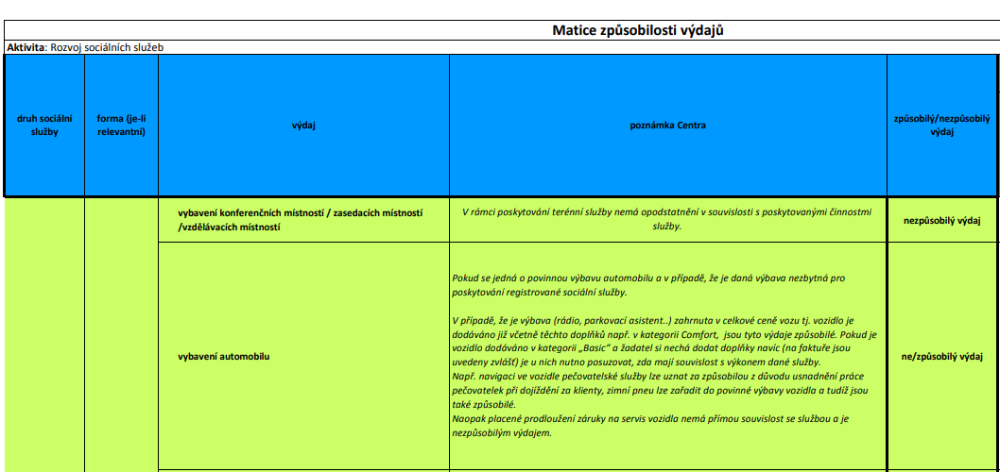 Matice způsobilosti výdajů
Aktivita: Rozvoj sociálních služeb
druh sociální
služby
forma (je-li
relevantní)
výdaj
poznámka Centra
způsobilý/nezpůsobilý
výdaj
vybavení konferenčních místností / zasedacích místností
/vzdělávacích místností
V rámci poskytování terénní služby nemá opodstatnění v souvislosti s poskytovanými činnostmi
služby.
nezpůsobilý výdaj
vybavení automobilu
Pokud se jedná o povinnou výbavu automobilu a v případě, že je daná výbava nezbytná pro
poskytování registrované sociální služby.
V případě, že je výbava (rádio, parkovací asistent..) zahrnuta v celkové ceně vozu tj. vozidlo je
dodáváno již včetně těchto doplňků např. v kategorii Comfort, jsou tyto výdaje způsobilé. Pokud je
vozidlo dodáváno v kategorii „Basic“ a žadatel si nechá dodat doplňky navíc (na faktuře jsou
uvedeny zvlášť) je u nich nutno posuzovat, zda mají souvislost s výkonem dané služby.
Např. navigaci ve vozidle pečovatelské služby lze uznat za způsobilou z důvodu usnadnění práce
pečovatelek při dojíždění za klienty, zimní pneu lze zařadit do povinné výbavy vozidla a tudíž jsou
také způsobilé.
Naopak placené prodloužení záruky na servis vozidla nemá přímou souvislost se službou a je
nezpůsobilým výdajem.
ne/způsobilý výdaj